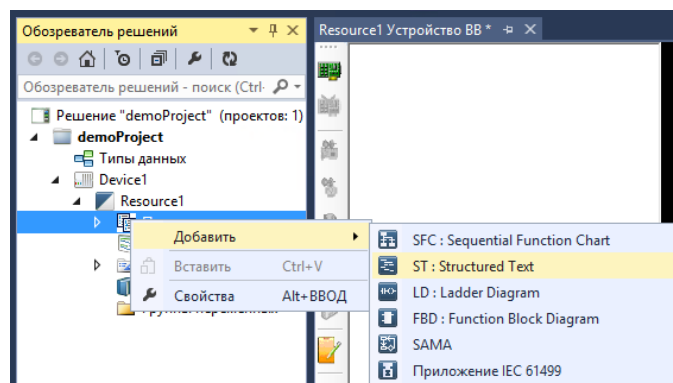 Обозреватель решений
Resource1 Устройство ВВ *
Обозреватель решений - поиск (Ctrl-
Решение "demoProject" (проектов: 1)
demoProject
Типы данных
Device1
Resource1
Добавить
Вставить Ctrl+V
Свойства Alt+ВВОД
SFC : Sequential Function Chart
ST : Structured Text
LD : Ladder Diagram
FBD : Function Block Diagram
SAMA
Приложение IEC 61499